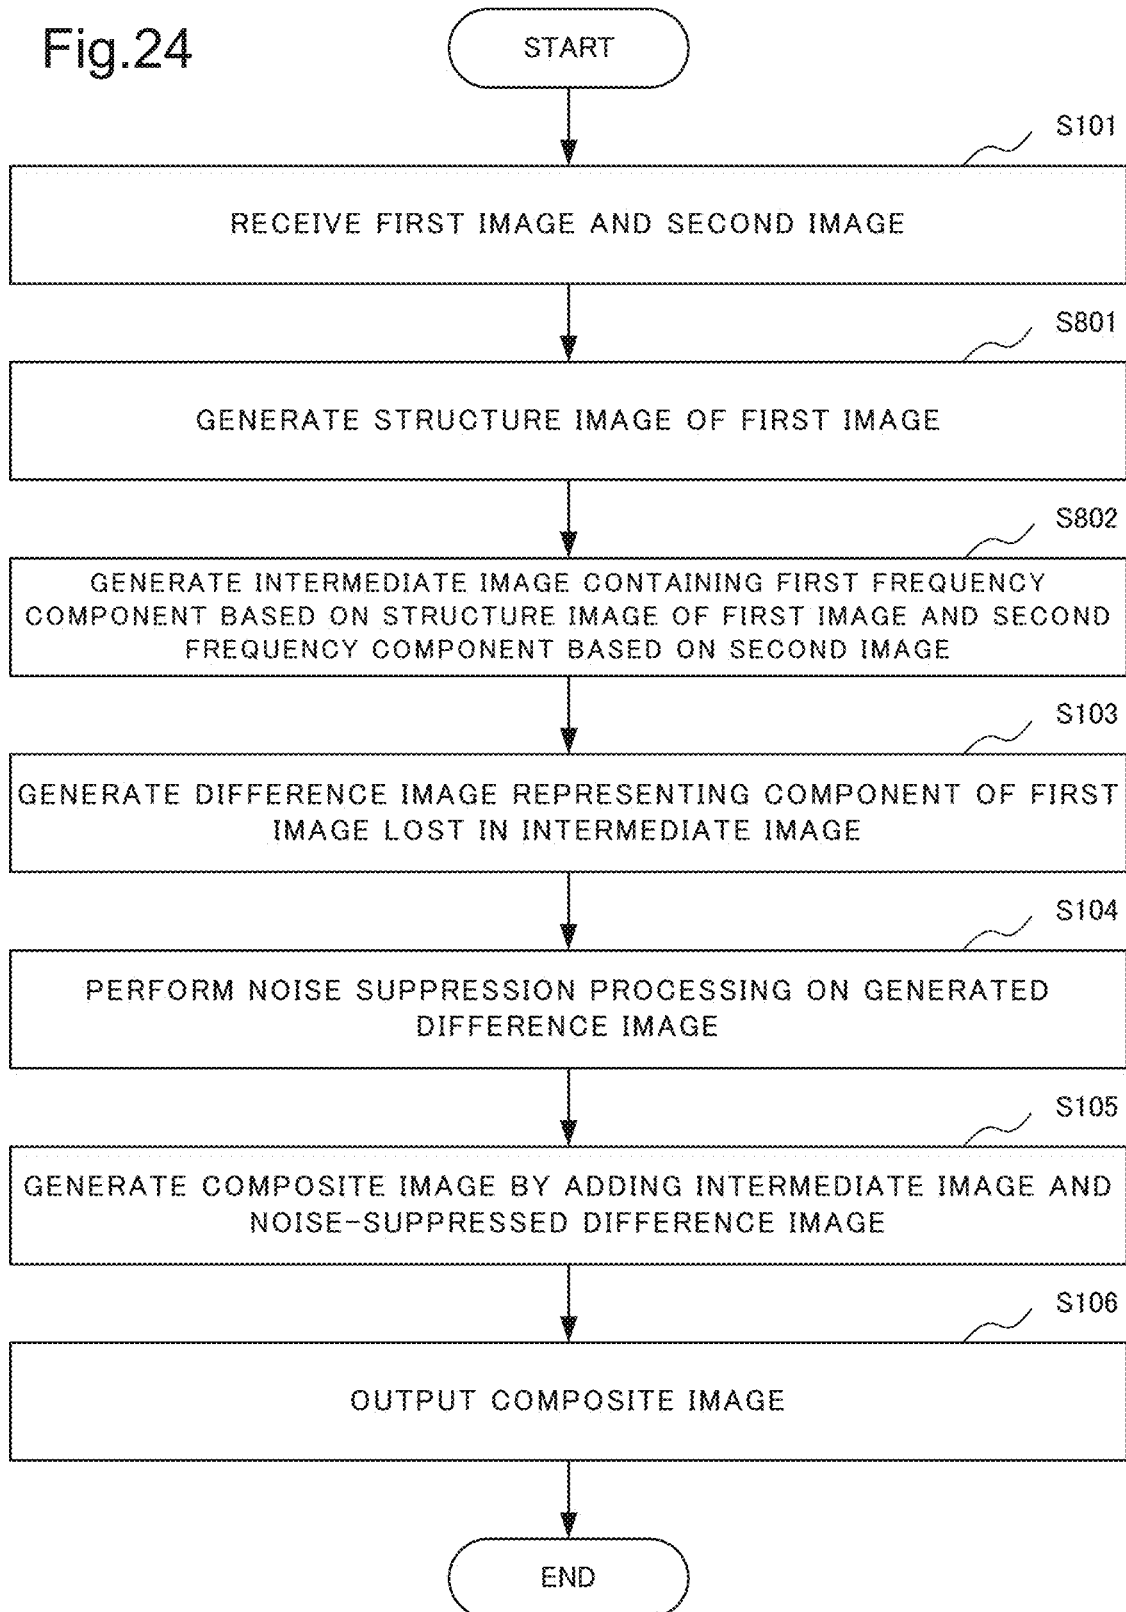 Fig.24
START
S101
RECEIVE FIRST IMAGE AND SECOND IMAGE
S801
GENERATE STRUCTURE IMAGE OF FIRST IMAGE
S802
GENERATE INTERMEDIATE IMAGE CONTAINING FIRST FREQUENCY
COMPONENT BASED ON STRUCTURE IMAGE OF FIRST IMAGE AND SECOND
FREQUENCY COMPONENT BASED ON SECOND IMAGE
S103
GENERATE DIFFERENCE IMAGE REPRESENTING COMPONENT OF FIRST
IMAGE LOST IN INTERMEDIATE IMAGE
S104
PERFORM NOISE SUPPRESSION PROCESSING ON GENERATED
DIFFERENCE IMAGE
S105
GENERATE COMPOSITE IMAGE BY ADDING INTERMEDIATE IMAGE AND
NOISE-SUPPRESSED DIFFERENCE IMAGE
S106
OUTPUT COMPOSITE IMAGE
END